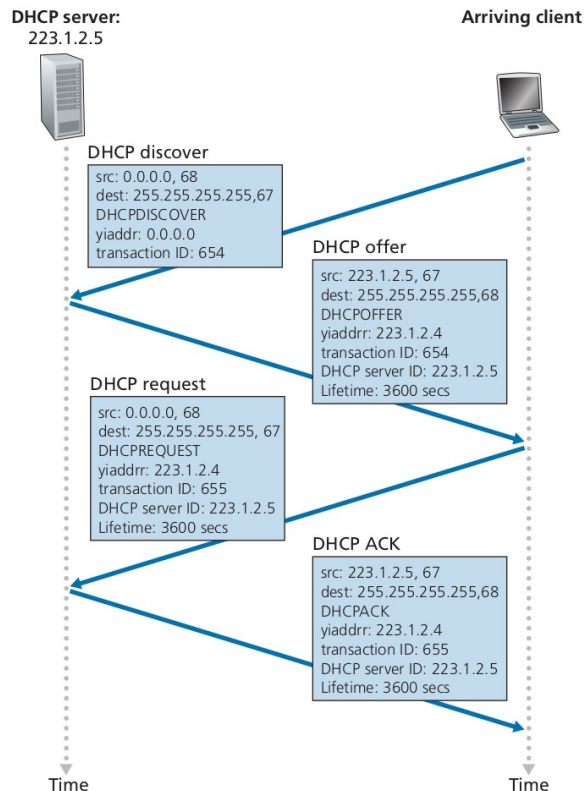 DHCP server:
223.1.2.5
Arriving client
DHCP discover
src: 0.0.0.0, 68
dest: 255.255.255.255,67
DHCPDISCOVER
yiaddr: 0.0.0.0
transaction ID: 654
DHCP offer
src: 223.1.2.5, 67
dest: 255.255.255.255,68
DHCPOFFER
yiaddrr: 223.1.2.4
transaction ID: 654
DHCP server ID: 223.1.2.5
Lifetime: 3600 secs
DHCP request
src: 0.0.0.0, 68
dest: 255.255.255.255, 67
DHCPREQUEST
yiaddrr: 223.1.2.4
transaction ID: 655
DHCP server ID: 223.1.2.5
Lifetime: 3600 secs
DHCP ACK
src: 223.1.2.5, 67
dest: 255.255.255.255,68
DHCPACK
yiaddrr: 223.1.2.4
transaction ID: 655
DHCP server ID: 223.1.2.5
Lifetime: 3600 secs
Time
Time